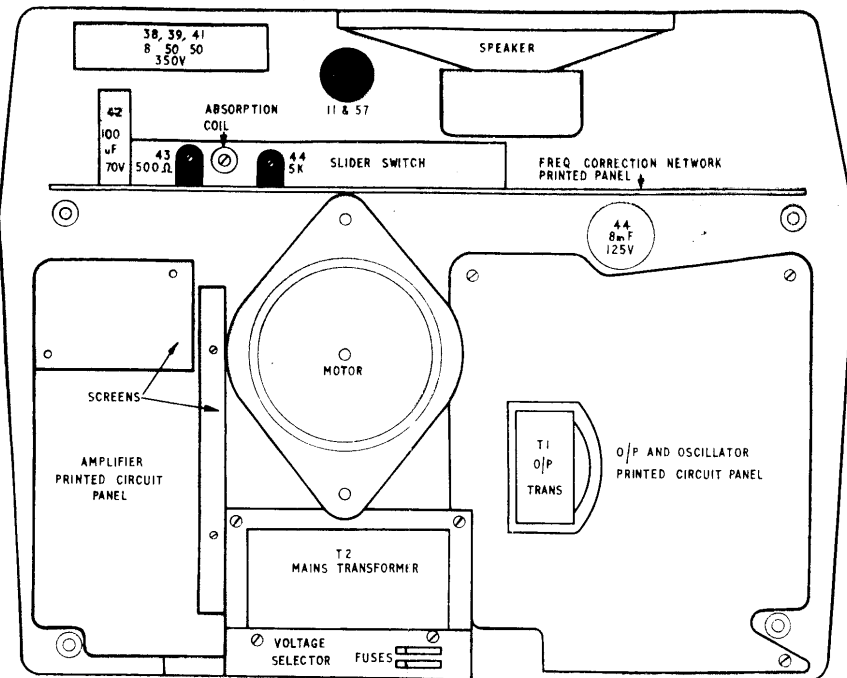 38, 39, 41
8 50 50
350V
SPEAKER
11 & 57
ABSORPTION
COIL
42
100
uF
70V
43
500Ω
44
5K
SLIDER SWITCH
FREQ CORRECTION NETWORK
PRINTED PANEL
44
8mF
125V
MOTOR
SCREENS
AMPLIFIER
PRINTED CIRCUIT
PANEL
T1
O/P
TRANS
O/P AND OSCILLATOR
PRINTED CIRCUIT PANEL
T2
MAINS TRANSFORMER
VOLTAGE
SELECTOR
FUSES